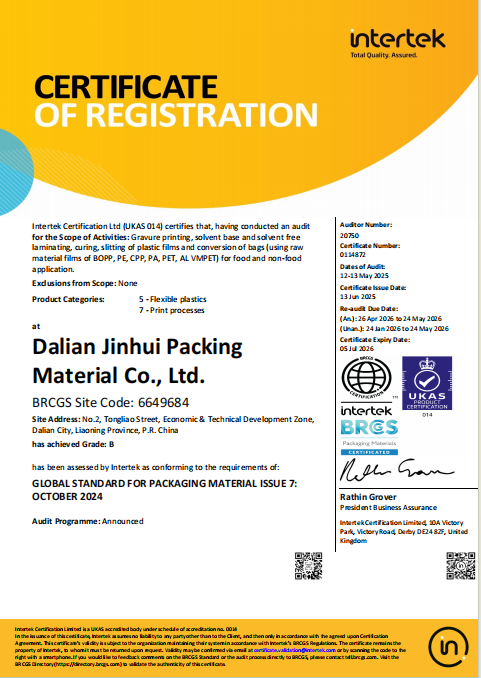 intertek
Total Quality. Assured.
CERTIFICATE
OF REGISTRATION
Intertek Certification Ltd (UKAS 014) certifies that, having conducted an audit
for the Scope of Activities: Gravure printing, solvent base and solvent free
laminating, curing, slitting of plastic films and conversion of bags (using raw
material films of BOPP, PE, CPP, PA, PET, AL VMPET) for food and non-food
application.
Exclusions from Scope: None
Product Categories: 5 - Flexible plastics
7 - Print processes
at
Dalian Jinhui Packing
Material Co., Ltd.
BRCGS Site Code: 6649684
Site Address: No.2, Tongliao Street, Economic & Technical Development Zone,
Dalian City, Liaoning Province, P.R. China
has achieved Grade: B
has been assessed by Intertek as conforming to the requirements of:
GLOBAL STANDARD FOR PACKAGING MATERIAL ISSUE 7:
OCTOBER 2024
Audit Programme: Announced
Auditor Number:
20750
Certificate Number:
0114872
Dates of Audit:
12-13 May 2025
Certificate Issue Date:
13 Jun 2025
Re-audit Due Date:
(An.): 26 Apr 2026 to 24 May 2026
(Unan.): 24 Jan 2026 to 24 May 2026
Certificate Expiry Date:
05 Jul 2026
BRCGS
CERTIFICATION
TM
UKAS
PRODUCT
CERTIFICATION
014
intertek
BRCGS
Packaging Materials
CERTIFICATED
Rathin Grover
President Business Assurance
Intertek Certification Limited, 10A Victory
Park, Victory Road, Derby DE24 8ZF, United
Kingdom
Intertek Certification Limited is a UKAS accredited body under schedule of accreditation no. 0014
In the issuance of this certificate, Intertek assumes no liability to any party other than to the Client, and then only in accordance with the agreed upon Certification
Agreement. This certificate's validity is subject to the organization maintaining their system in accordance with Intertek's BRCGS Regulations. The certificate remains the
property of Intertek, to whom it must be returned upon request. Validity may be confirmed via email at certificate.validation@intertek.com or by scanning the code to the
right with a smartphone. If you would to feedback comments on the BRCGS Standard or the audit process directly to BRCGS, please contact tell.brcgs.com. Visit the
BRCGS Directory (https://directory.brcgs.com) to validate the authenticity of this certificate.
in